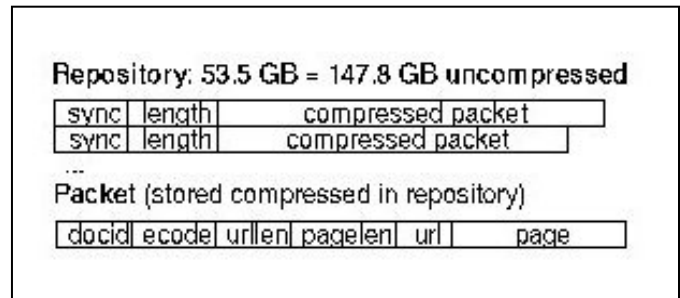 Repository: 53.5 GB = 147.8 GB uncompressed
sync length compressed packet
sync length compressed packet
...
Packet (stored compressed in repository)
docid ecode urllen pagelen url page